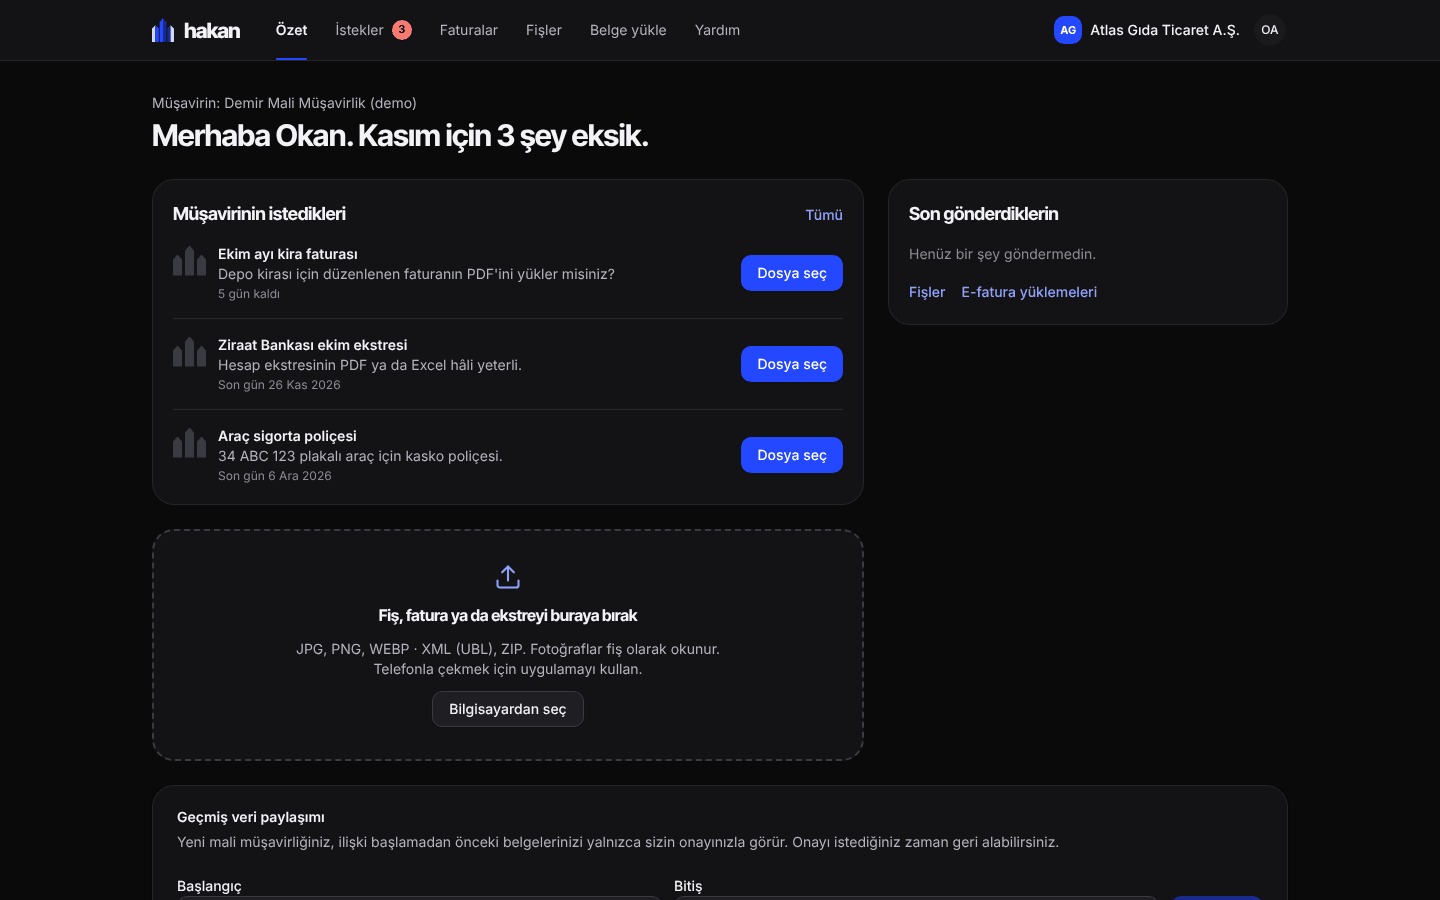 hakan
Özet
İstekler 3
Faturalar
Fişler
Belge yükle
Yardım
AG Atlas Gıda Ticaret A.Ş.
OA
Müşavirin: Demir Mali Müşavirlik (demo)
Merhaba Okan. Kasım için 3 şey eksik.
Müşavirinin istedikleri
Tümü
Ekim ayı kira faturası
Depo kirası için düzenlenen faturanın PDF'ini yükler misiniz?
5 gün kaldı
Dosya seç
Ziraat Bankası ekim ekstresi
Hesap ekstresinin PDF ya da Excel hâli yeterli.
Son gün 26 Kas 2026
Dosya seç
Araç sigorta poliçesi
34 ABC 123 plakalı araç için kasko poliçesi.
Son gün 6 Ara 2026
Dosya seç
Son gönderdiklerin
Henüz bir şey göndermedin.
Fişler
E-fatura yüklemeleri
Fiş, fatura ya da ekstreyi buraya bırak
JPG, PNG, WEBP · XML (UBL), ZIP. Fotoğraflar fiş olarak okunur.
Telefonla çekmek için uygulamayı kullan.
Bilgisayardan seç
Geçmiş veri paylaşımı
Yeni mali müşavirliğiniz, ilişki başlamadan önceki belgelerinizi yalnızca sizin onayınızla görür. Onayı istediğiniz zaman geri alabilirsiniz.
Başlangıç
Bitiş